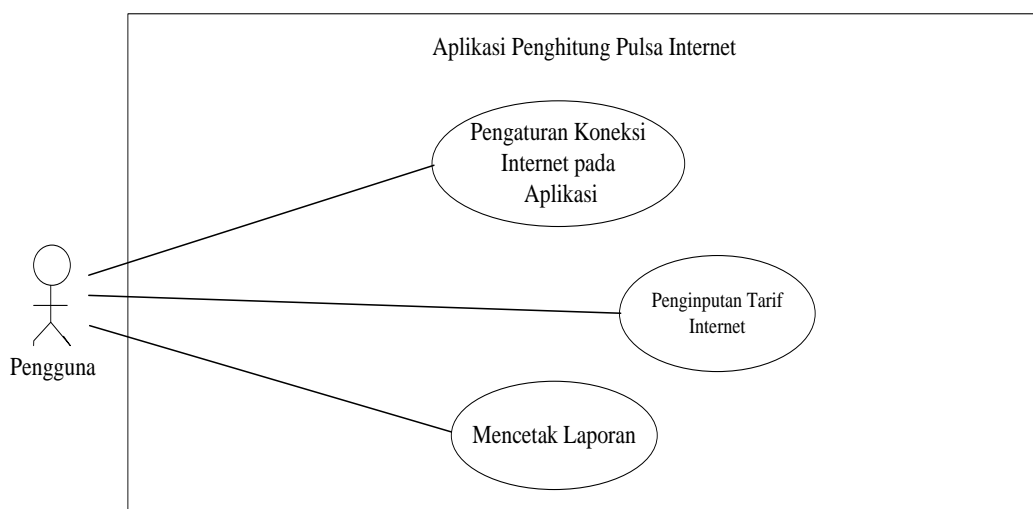 Aplikasi Penghitung Pulsa Internet
Pengaturan Koneksi
Internet pada
Aplikasi
Penginputan Tarif
Internet
Pengguna
Mencetak Laporan